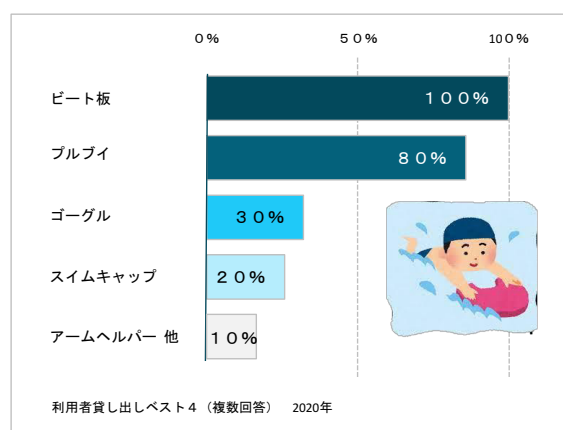 ０% ５０% 100%
ビート板 １００%
プルブイ ８０%
ゴーグル ３０%
スイムキャップ ２０%
アームヘルパー 他 １０%
利用者貸し出しベスト４（複数回答） 2020年